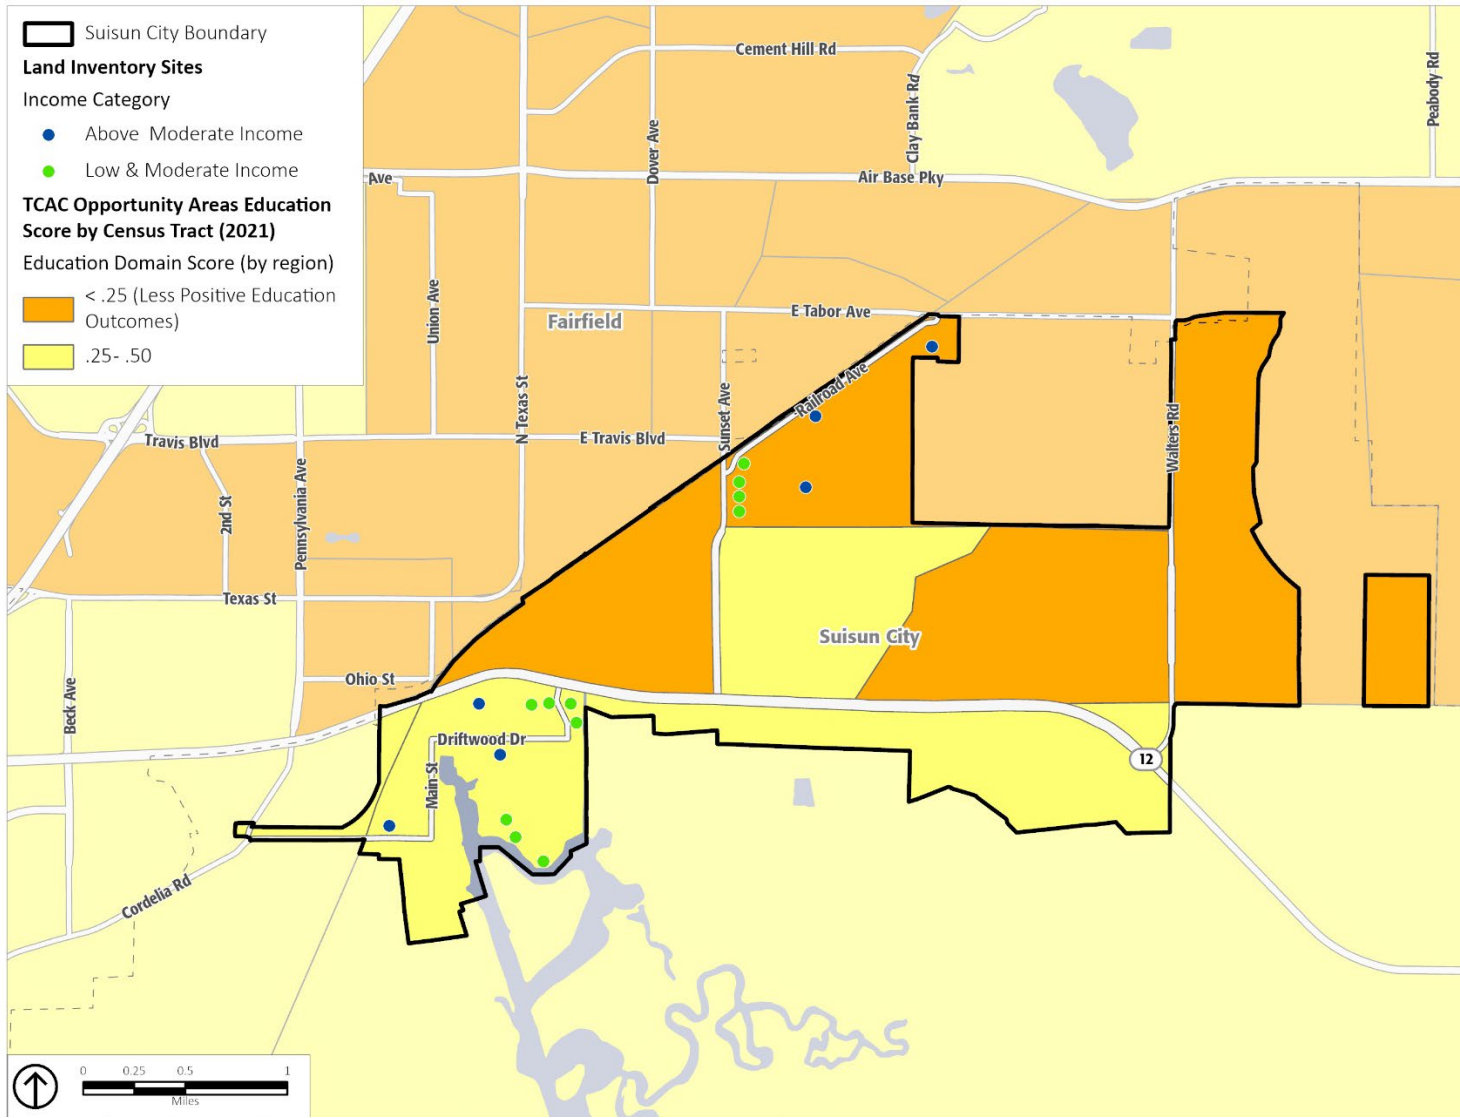 Suisun City Boundary
Land Inventory Sites
Income Category
Above Moderate Income
Low & Moderate Income
TCAC Opportunity Areas Education
Score by Census Tract (2021)
Education Domain Score (by region)
< .25 (Less Positive Education
Outcomes)
.25- .50
Cement Hill Rd
Clay Bank Rd
Peabody Rd
Dover Ave
Ave
Air Base Pky
Union Ave
N Texas St
E Tabor Ave
Fairfield
Sunset Ave
Railroad Ave
Walters Rd
Travis Blvd
E Travis Blvd
2nd St
Pennsylvania Ave
Texas St
Suisun City
Ohio St
Beck Ave
Driftwood Dr
Main St
12
Cordelia Rd
0 0.25 0.5 1
Miles